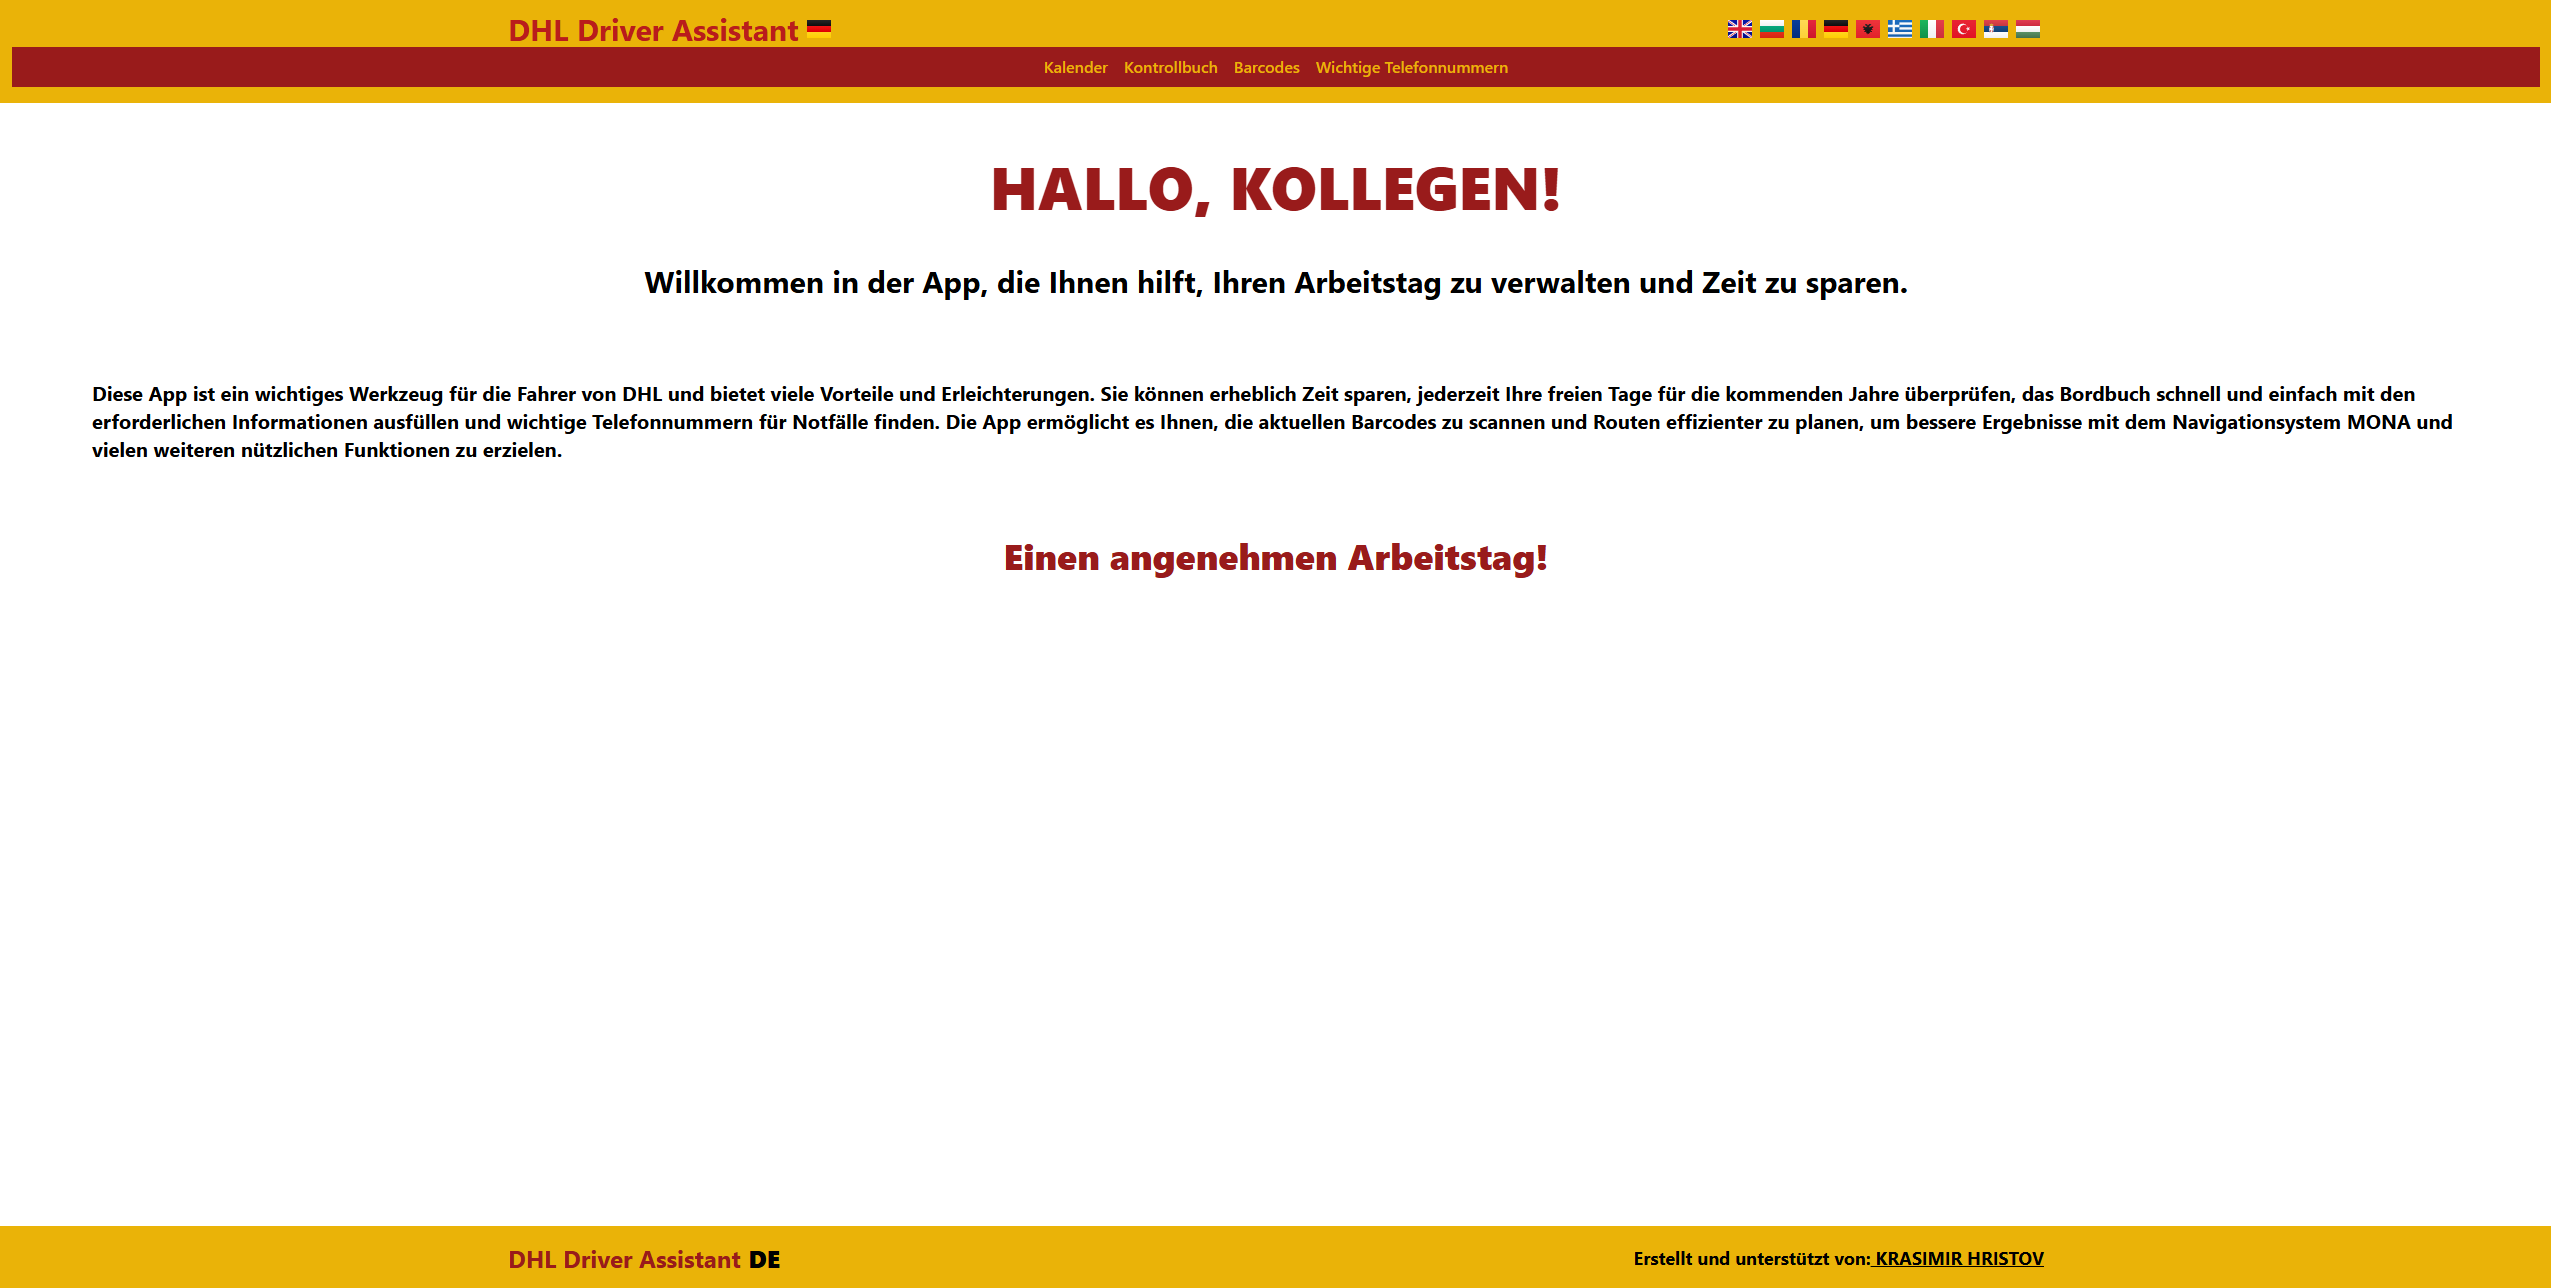 DHL Driver Assistant
Kalender Kontrollbuch Barcodes Wichtige Telefonnummern
HALLO, KOLLEGEN!
Willkommen in der App, die Ihnen hilft, Ihren Arbeitstag zu verwalten und Zeit zu sparen.
Diese App ist ein wichtiges Werkzeug für die Fahrer von DHL und bietet viele Vorteile und Erleichterungen. Sie können erheblich Zeit sparen, jederzeit Ihre freien Tage für die kommenden Jahre überprüfen, das Bordbuch schnell und einfach mit den
erforderlichen Informationen ausfüllen und wichtige Telefonnummern für Notfälle finden. Die App ermöglicht es Ihnen, die aktuellen Barcodes zu scannen und Routen effizienter zu planen, um bessere Ergebnisse mit dem Navigationsystem MONA und
vielen weiteren nützlichen Funktionen zu erzielen.
Einen angenehmen Arbeitstag!
DHL Driver Assistant DE
Erstellt und unterstützt von: KRASIMIR HRISTOV